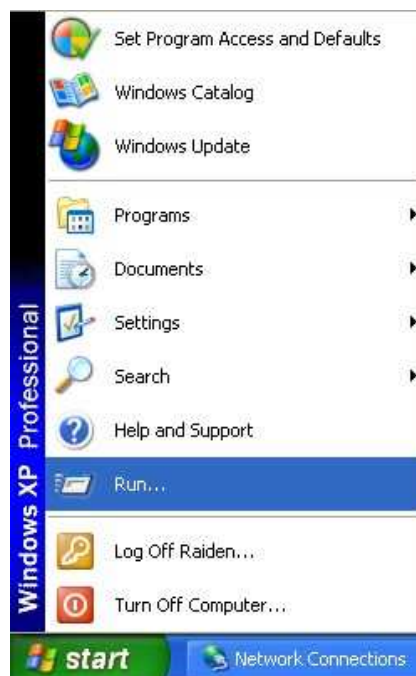 Set Program Access and Defaults
Windows Catalog
Windows Update
Programs
Documents
Settings
Search
Help and Support
Run...
Log Off Raiden...
Turn Off Computer...
Windows XP Professional
start
Network Connections